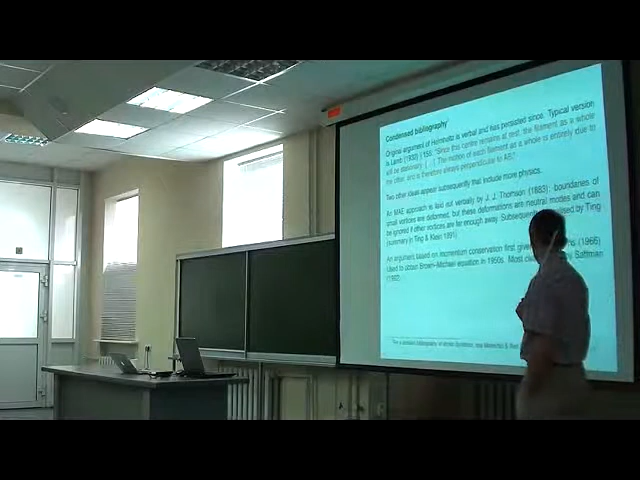 Condensed bibliography
Original argument of Helmholtz is verbal and has persisted since. Typical version
is Lamb (1932) § 155: "Since this centre remains at rest, the filament as a whole
will be stationary. [...] The motion of each filament as a whole is entirely due to
the other, and is therefore always perpendicular to AB."
Two other ideas appear subsequently that include more physics.
An MAE approach is laid out verbally by J. J. Thomson (1883): boundaries of
small vortices are deformed, but these deformations are neutral modes and can
be ignored if other vortices are far enough away. Subsequently by Ting
(summary in Ting & Klein 1991)
An argument based on momentum conservation first given (1966)
Used to obtain Brown–Michael equation in 1950s. Most by Saffman
(1992)